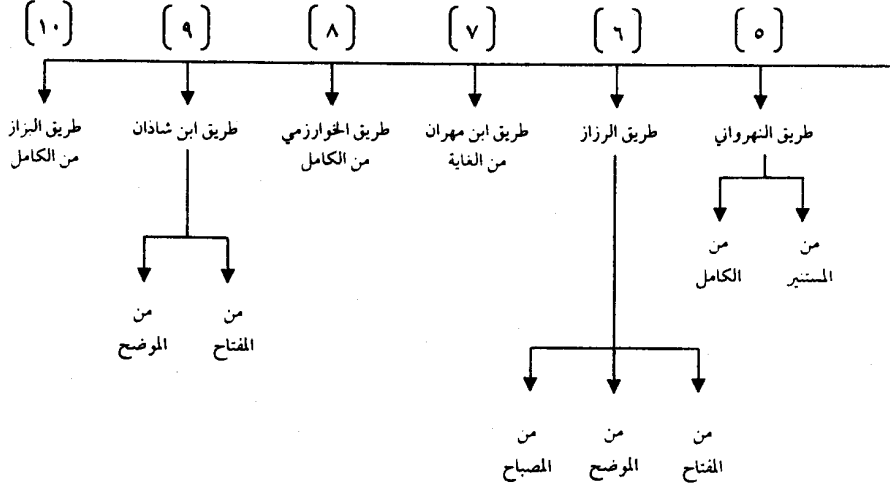 [٥] [٦] [٧] [٨] [٩] [١٠]
طريق النهرواني
من
المستنير
من
الكامل
طريق الرزاز
من
المفتاح
من
الموضح
من
المصباح
طريق ابن مهران
من الغاية
طريق الخوارزمي
من الكامل
طريق ابن شاذان
من
المفتاح
من
الموضح
طريق البزاز
من الكامل